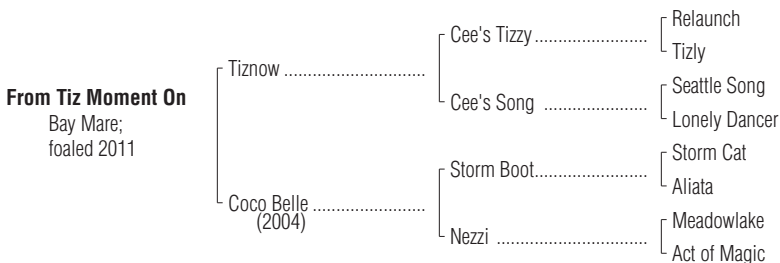 From Tiz Moment On
Bay Mare;
foaled 2011
Tiznow ..............................
Coco Belle ........................
(2004)
Cee's Tizzy ..................
Cee's Song ......................
Storm Boot........................
Nezzi ................................
Relaunch
Tizly
Seattle Song
Lonely Dancer
Storm Cat
Aliata
Meadowlake
Act of Magic